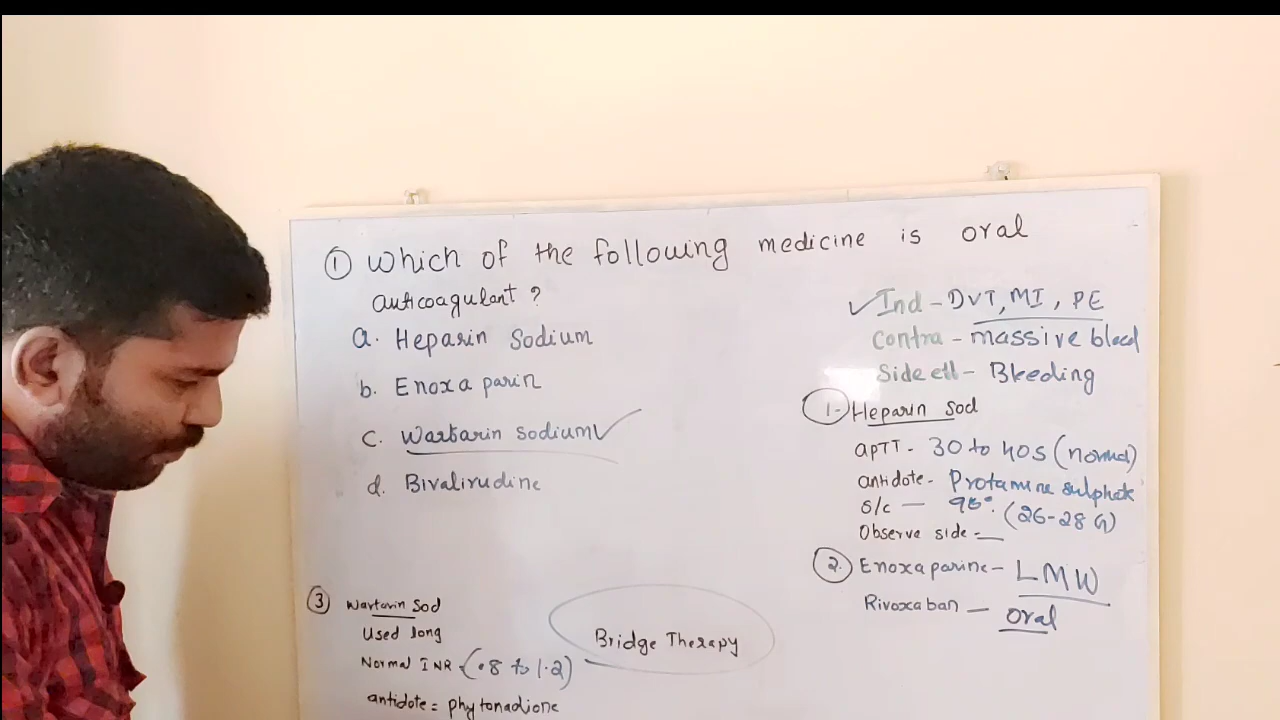 ① Which of the following medicine is oral
anticoagulant ?
a. Heparin Sodium
b. Enoxaparin
c. Warfarin sodium ✓
d. Bivalirudine
✓ Ind - DVT, MI, PE
Contra - massive bleed
Side eff - Bleeding
1- Heparin Sod
apTT - 30 to 40s (normal)
antidote - Protamine sulphate
S/c — 90°. (26-28 G)
Observe side =
2. Enoxaparine - LMW
Rivoxaban — oral
③ Warfarin Sod
Used long
Normal INR - (.8 to 1.2)
antidote = phytonadione
Bridge Therapy